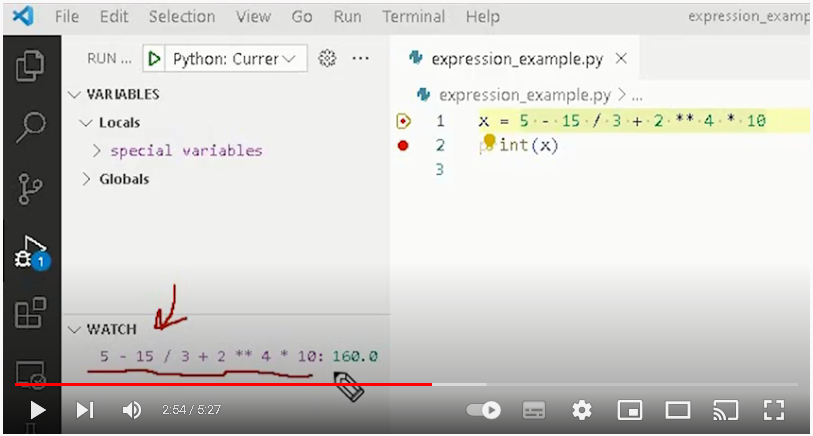 File Edit Selection View Go Run Terminal Help expression_examp
RUN ... Python: Currer ...
expression_example.py
VARIABLES
expression_example.py > ...
Locals
1 x = 5 - 15 / 3 + 2 ** 4 * 10
special variables
2 int(x)
Globals
3
1
WATCH
5 - 15 / 3 + 2 ** 4 * 10: 160.0
2:54 / 5:27